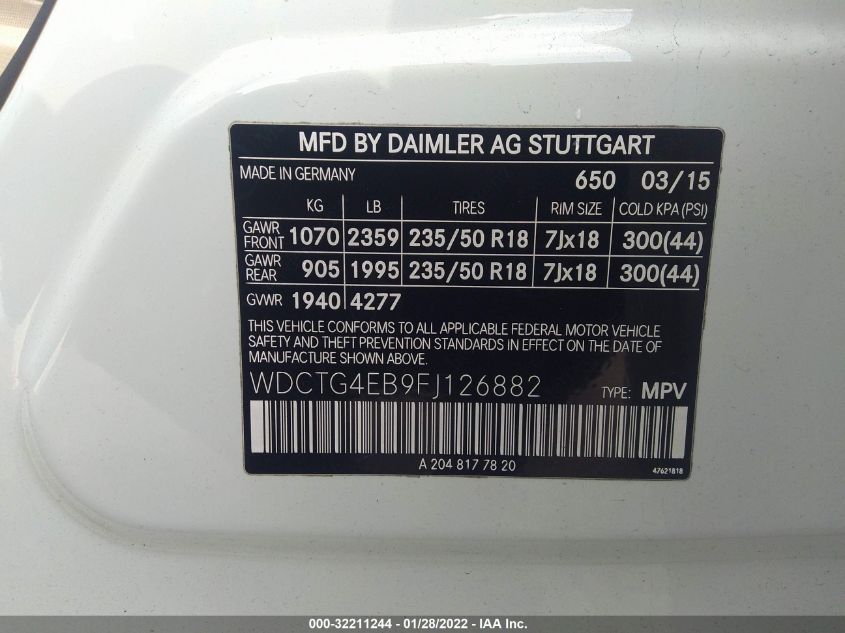 MFD BY DAIMLER AG STUTTGART
MADE IN GERMANY 650 03/15
KG LB TIRES RIM SIZE COLD KPA (PSI)
GAWR FRONT 1070 2359 235/50 R18 7Jx18 300(44)
GAWR REAR 905 1995 235/50 R18 7Jx18 300(44)
GVWR 1940 4277
THIS VEHICLE CONFORMS TO ALL APPLICABLE FEDERAL MOTOR VEHICLE
SAFETY AND THEFT PREVENTION STANDARDS IN EFFECT ON THE DATE OF
MANUFACTURE SHOWN ABOVE.
WDCTG4EB9FJ126882 TYPE: MPV
A 204 817 78 20 47621818
000-32211244 - 01/28/2022 - IAA Inc.